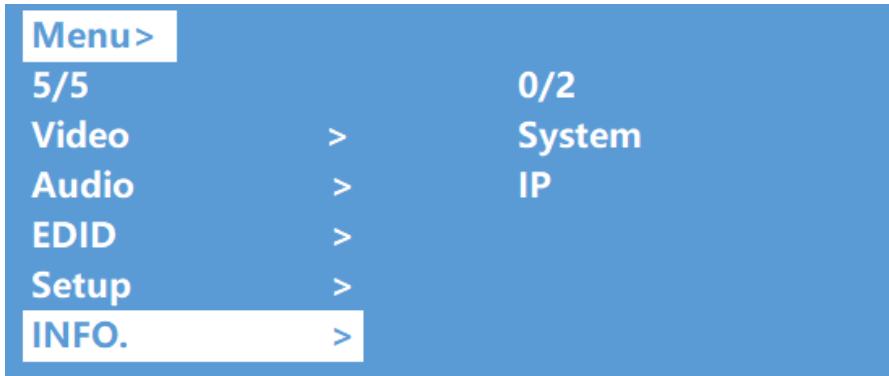 Menu>
5/5 0/2
Video > System
Audio > IP
EDID >
Setup >
INFO. >